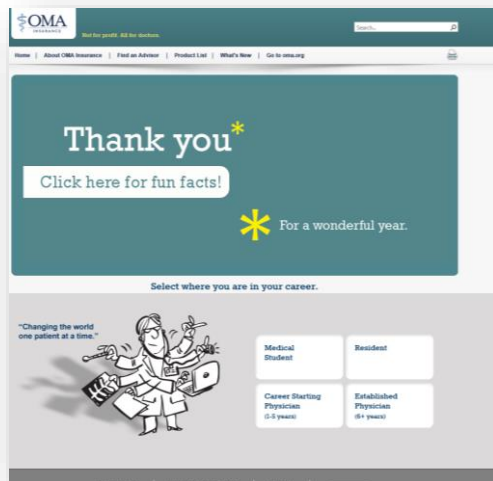 OMA
INSURANCE
Not for profit. All for doctors.
Search...
Home | About OMA Insurance | Find an Advisor | Product List | What's New | Go to oma.org
Thank you*
Click here for fun facts!
* For a wonderful year.
Select where you are in your career.
"Changing the world
one patient at a time."
Medical
Student
Resident
Career Starting
Physician
(1-5 years)
Established
Physician
(6+ years)